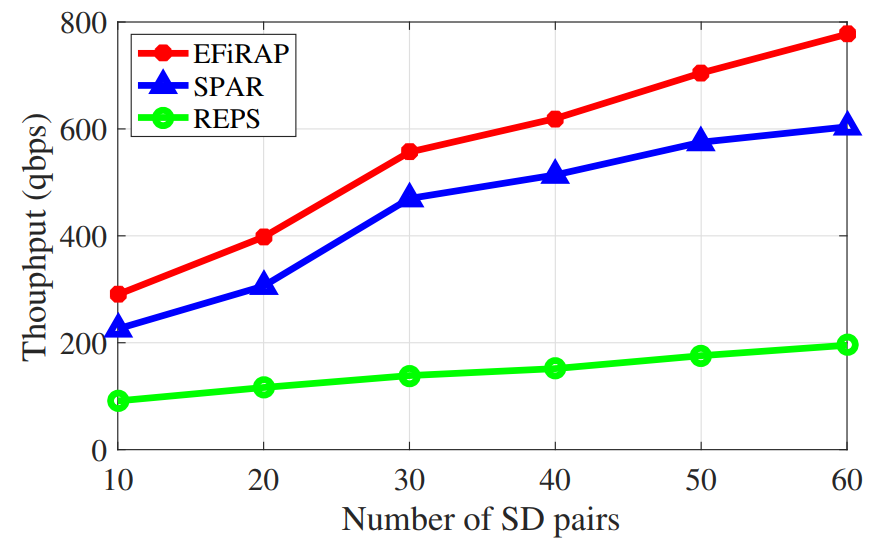 EFiRAP
SPAR
REPS
Thouphput (qbps)
800
600
400
200
0
10 20 30 40 50 60
Number of SD pairs